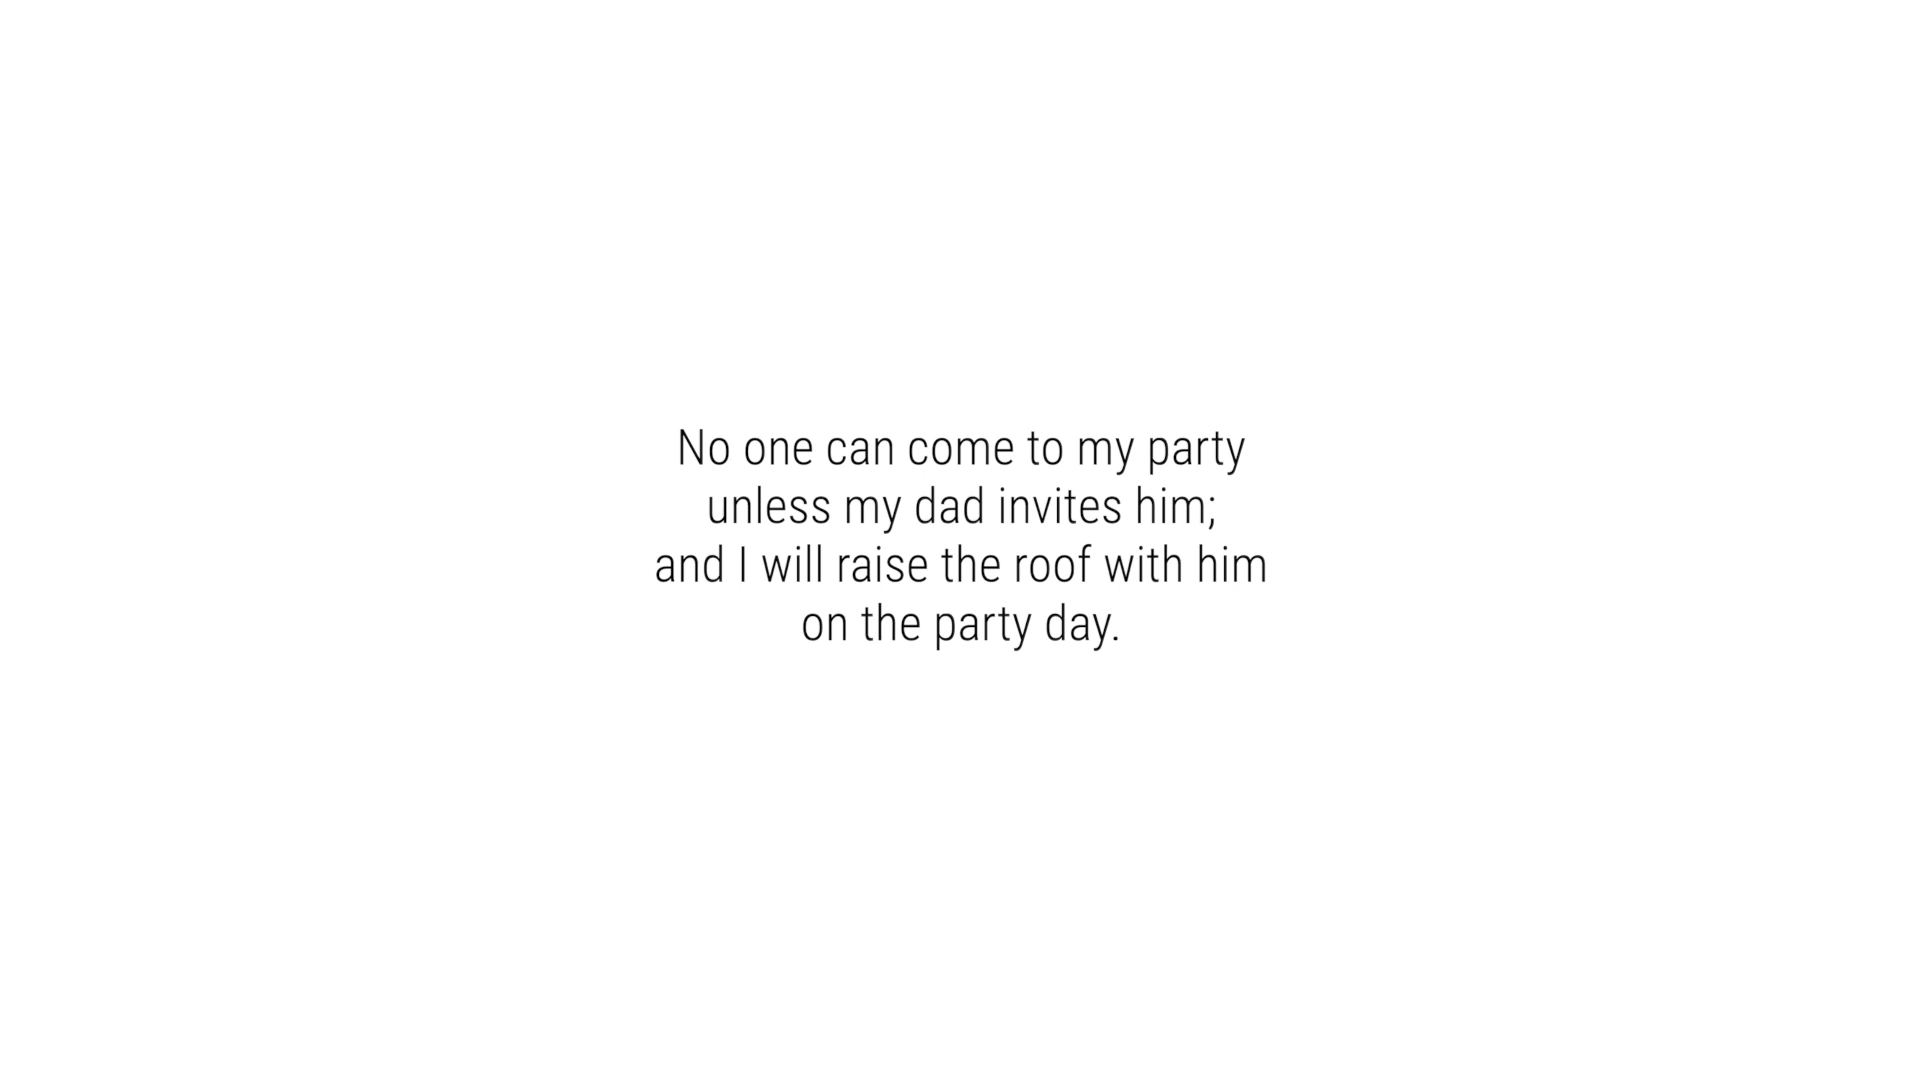 No one can come to my party
unless my dad invites him;
and I will raise the roof with him
on the party day.